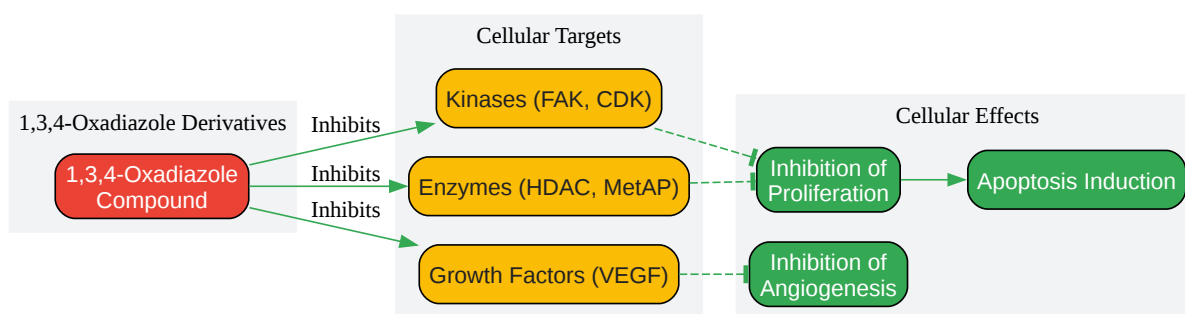 1,3,4-Oxadiazole Derivatives
1,3,4-Oxadiazole
Compound
Inhibits
Inhibits
Inhibits
Cellular Targets
Kinases (FAK, CDK)
Enzymes (HDAC, MetAP)
Growth Factors (VEGF)
Cellular Effects
Inhibition of
Proliferation
Apoptosis Induction
Inhibition of
Angiogenesis